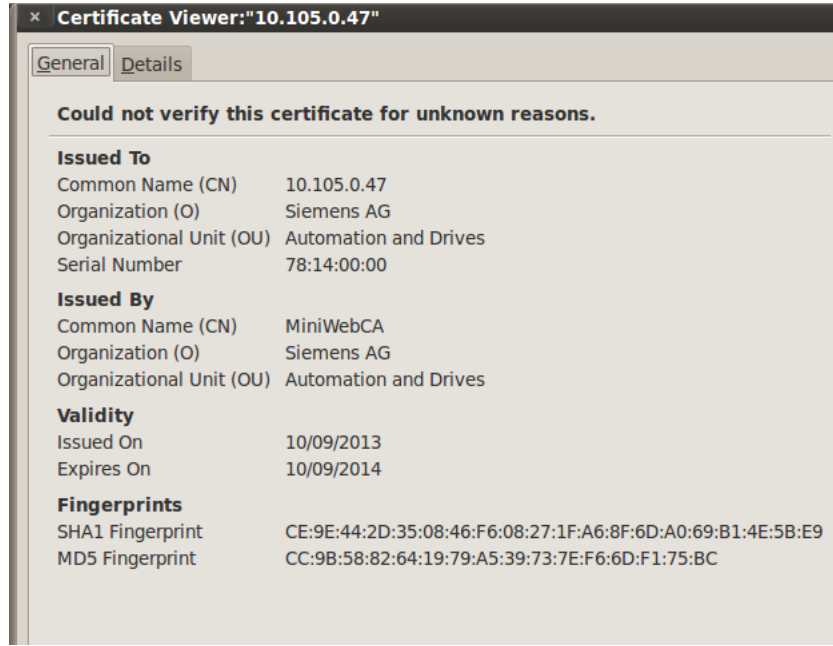 × Certificate Viewer:"10.105.0.47"
General Details
Could not verify this certificate for unknown reasons.
Issued To
Common Name (CN) 10.105.0.47
Organization (O) Siemens AG
Organizational Unit (OU) Automation and Drives
Serial Number 78:14:00:00
Issued By
Common Name (CN) MiniWebCA
Organization (O) Siemens AG
Organizational Unit (OU) Automation and Drives
Validity
Issued On 10/09/2013
Expires On 10/09/2014
Fingerprints
SHA1 Fingerprint CE:9E:44:2D:35:08:46:F6:08:27:1F:A6:8F:6D:A0:69:B1:4E:5B:E9
MD5 Fingerprint CC:9B:58:82:64:19:79:A5:39:73:7E:F6:6D:F1:75:BC